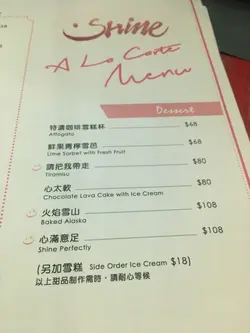 Shine
A La Carte
Menu
Dessert
特濃咖啡雪糕杯 $68
Affogato
鮮果青檸雪芭 $68
Lime Sorbet with Fresh Fruit
請把我帶走 $80
Tiramisu
心太軟 $80
Chocolate Lava Cake with Ice Cream
火焰雪山 $108
Baked Alaska
心滿意足 $108
Shine Perfectly
(另加雪糕 Side Order Ice Cream $18)
以上甜品制作需時，請耐心等候